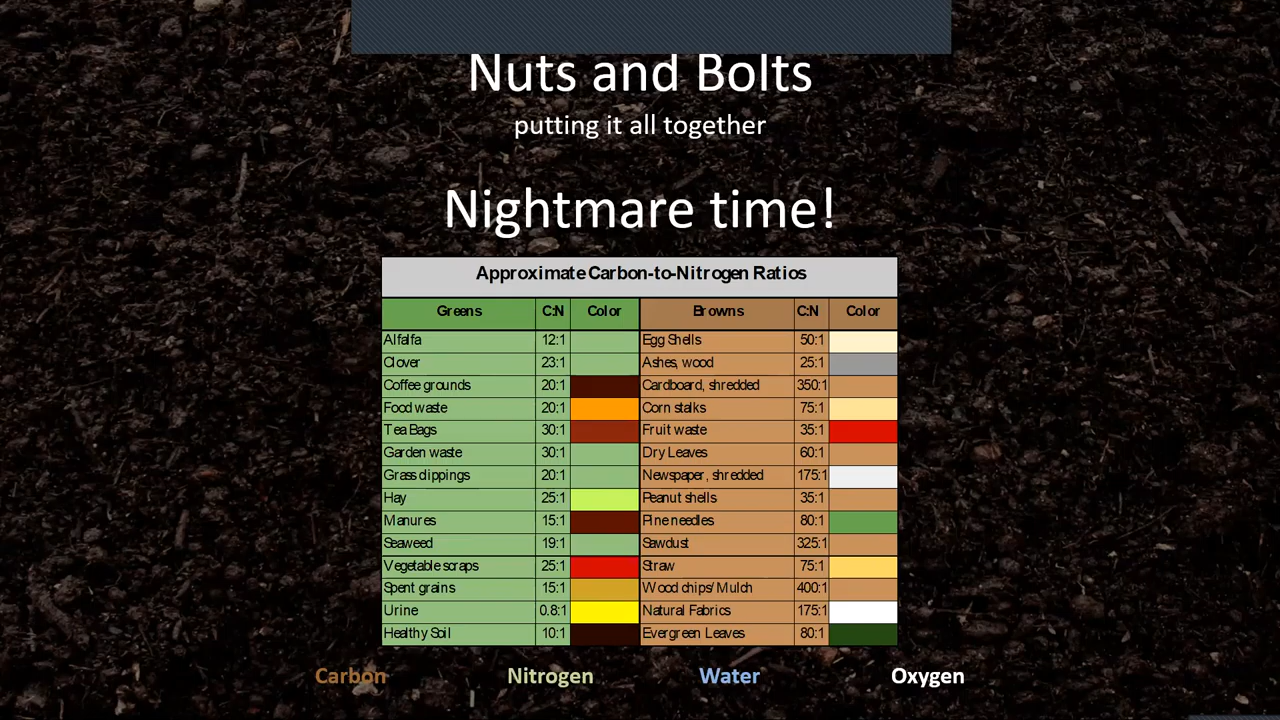 Nuts and Bolts
putting it all together
Nightmare time!
Approximate Carbon-to-Nitrogen Ratios
Greens C:N Color Browns C:N Color
Alfalfa 12:1 Egg Shells 50:1
Clover 23:1 Ashes, wood 25:1
Coffee grounds 20:1 Cardboard, shredded 350:1
Food waste 20:1 Corn stalks 75:1
Tea Bags 30:1 Fruit waste 35:1
Garden waste 30:1 Dry Leaves 60:1
Grass clippings 20:1 Newspaper, shredded 175:1
Hay 25:1 Peanut shells 35:1
Manures 15:1 Pine needles 80:1
Seaweed 19:1 Sawdust 325:1
Vegetable scraps 25:1 Straw 75:1
Spent grains 15:1 Wood chips/ Mulch 400:1
Urine 0.8:1 Natural Fabrics 175:1
Healthy Soil 10:1 Evergreen Leaves 80:1
Carbon Nitrogen Water Oxygen